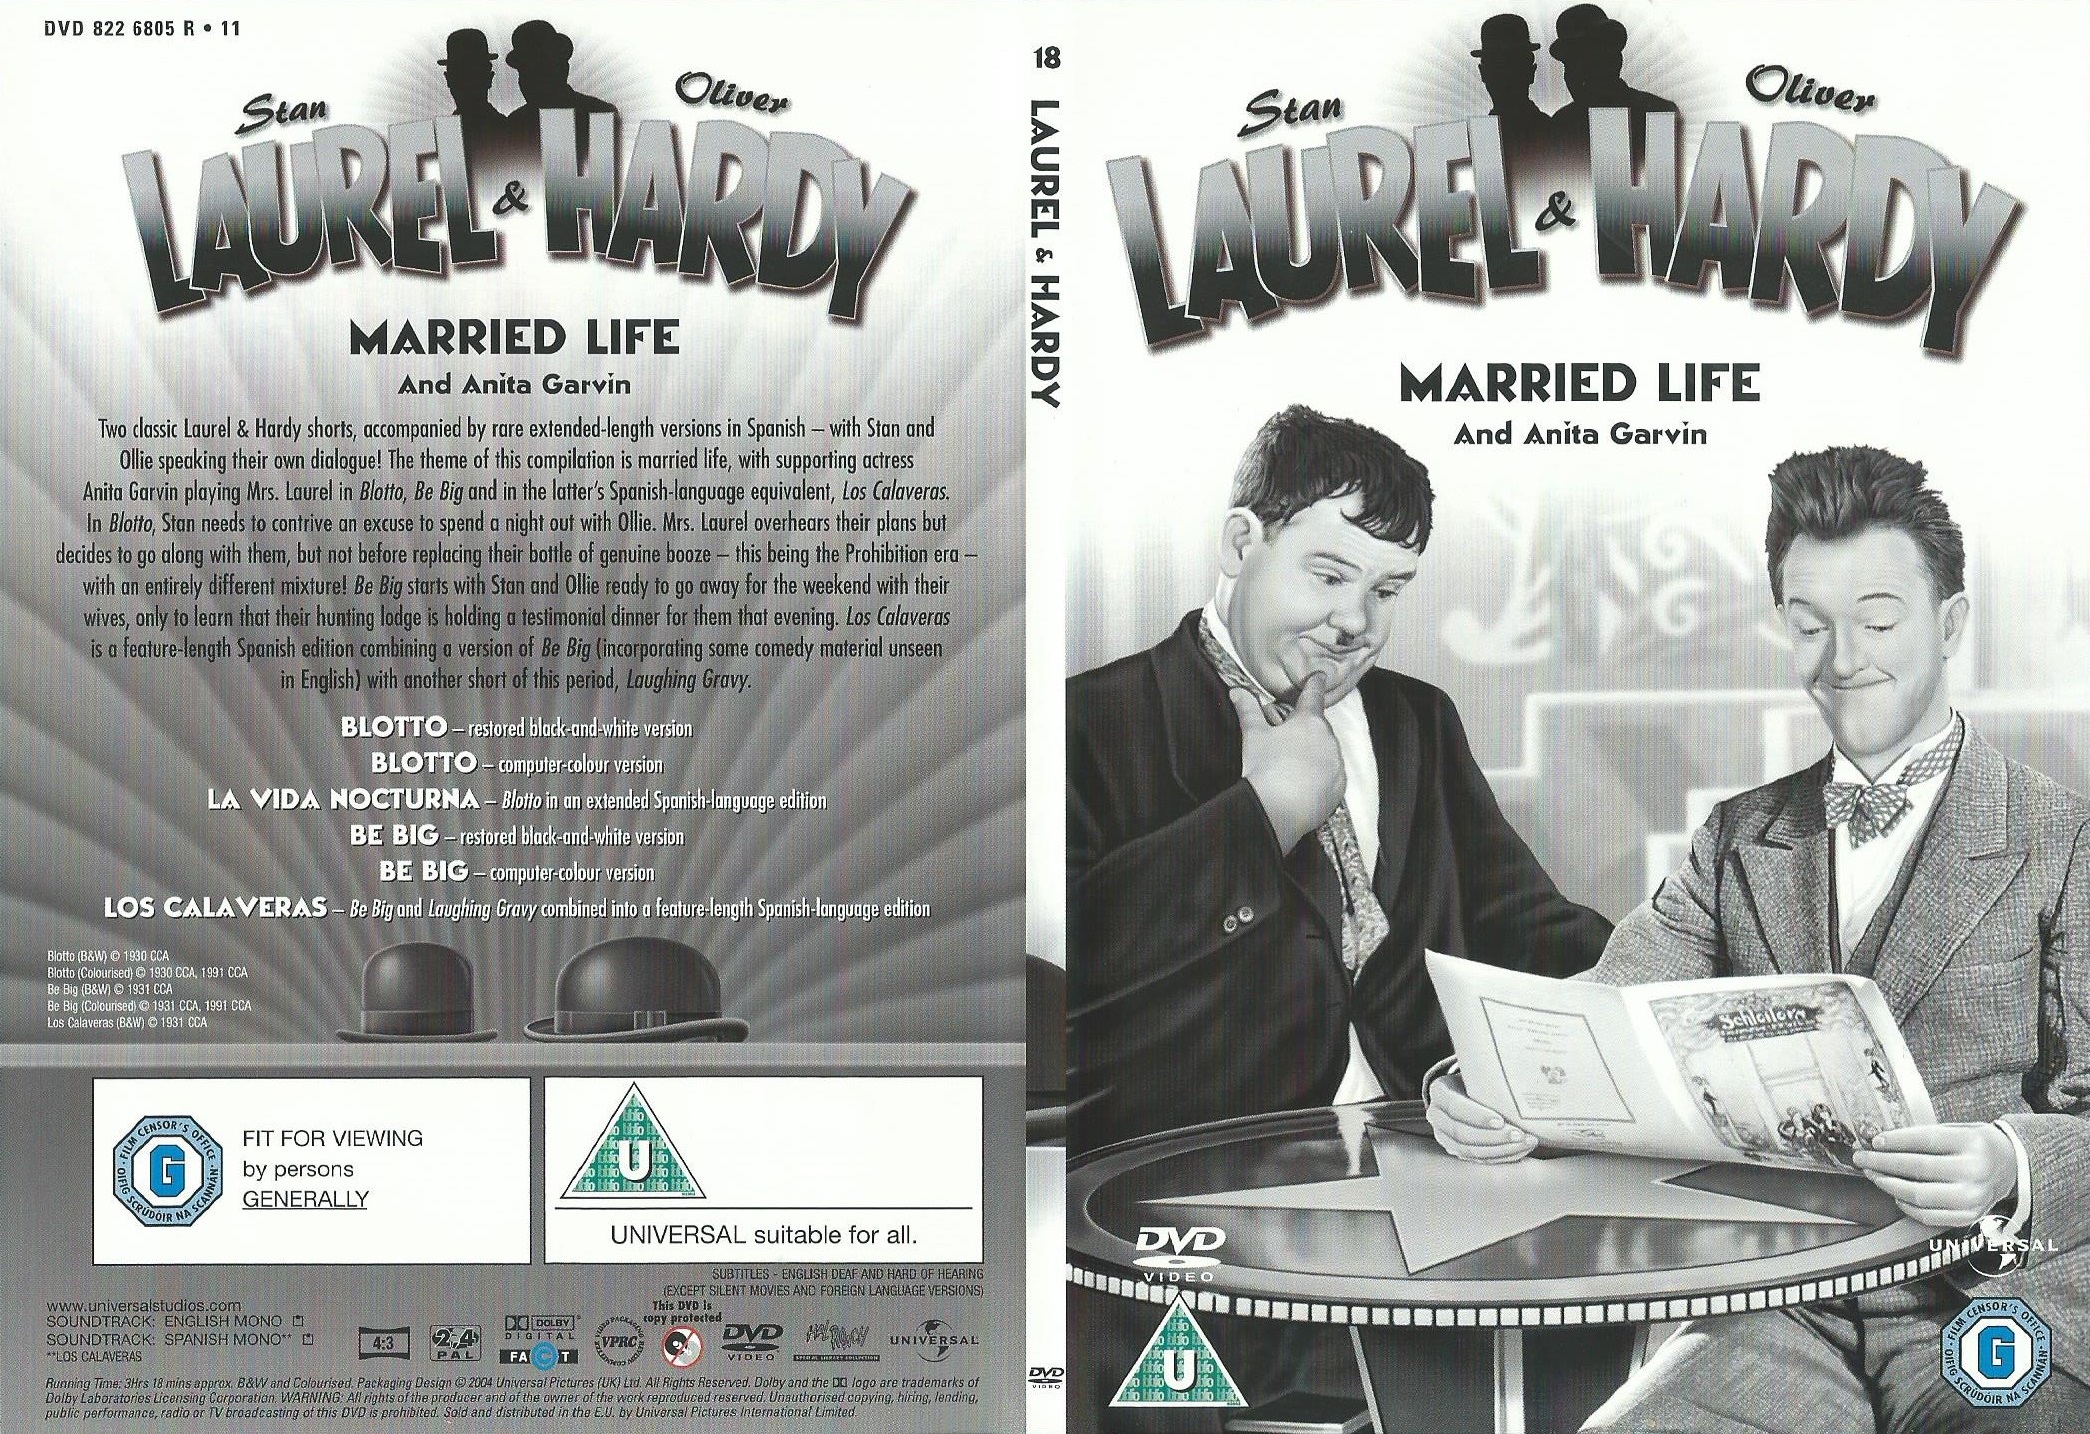 DVD 822 6805 R • 11
Stan
Oliver
LAUREL & HARDY
MARRIED LIFE
And Anita Garvin
Two classic Laurel & Hardy shorts, accompanied by rare extended-length versions in Spanish – with Stan and
Ollie speaking their own dialogue! The theme of this compilation is married life, with supporting actress
Anita Garvin playing Mrs. Laurel in Blotto, Be Big and in the latter's Spanish-language equivalent, Los Calaveras.
In Blotto, Stan needs to contrive an excuse to spend a night out with Ollie. Mrs. Laurel overhears their plans but
decides to go along with them, but not before replacing their bottle of genuine booze – this being the Prohibition era –
with an entirely different mixture! Be Big starts with Stan and Ollie ready to go away for the weekend with their
wives, only to learn that their hunting lodge is holding a testimonial dinner for them that evening. Los Calaveras
is a feature-length Spanish edition combining a version of Be Big (incorporating some comedy material unseen
in English) with another short of this period, Laughing Gravy.
BLOTTO – restored black-and-white version
BLOTTO – computer-colour version
LA VIDA NOCTURNA – Blotto in an extended Spanish-language edition
BE BIG – restored black-and-white version
BE BIG – computer-colour version
LOS CALAVERAS – Be Big and Laughing Gravy combined into a feature-length Spanish-language edition
Blotto (B&W) © 1930 CCA
Blotto (Colourised) © 1930 CCA, 1991 CCA
Be Big (B&W) © 1931 CCA
Be Big (Colourised) © 1931 CCA, 1991 CCA
Los Calaveras (B&W) © 1931 CCA
FILM CENSOR'S OFFICE
G
OIFIG SCRÚDÓIR NA SCANNÁN
FIT FOR VIEWING
by persons
GENERALLY
U
UNIVERSAL suitable for all.
SUBTITLES - ENGLISH DEAF AND HARD OF HEARING
(EXCEPT SILENT MOVIES AND FOREIGN LANGUAGE VERSIONS)
www.universalstudios.com
SOUNDTRACK: ENGLISH MONO
SOUNDTRACK: SPANISH MONO**
**LOS CALAVERAS
4:3
2 4
PAL
DOLBY
DIGITAL
FACT
VIDEO PACKAGING REVIEW COMMITTEE
VPRC
This DVD is
copy protected
DVD
VIDEO
HAL ROACH
UNIVERSAL
Running Time: 3Hrs 18 mins approx. B&W and Colourised. Packaging Design © 2004 Universal Pictures (UK) Ltd. All Rights Reserved. Dolby and the DD logo are trademarks of
Dolby Laboratories Licensing Corporation. WARNING: All rights of the producer and of the owner of the work reproduced reserved. Unauthorised copying, hiring, lending,
public performance, radio or TV broadcasting of this DVD is prohibited. Sold and distributed in the E.U. by Universal Pictures International Limited.
18
LAUREL & HARDY
DVD
VIDEO
Stan
Oliver
LAUREL & HARDY
MARRIED LIFE
And Anita Garvin
DVD
VIDEO
UNIVERSAL
U
FILM CENSOR'S OFFICE
G
OIFIG SCRÚDÓIR NA SCANNÁN